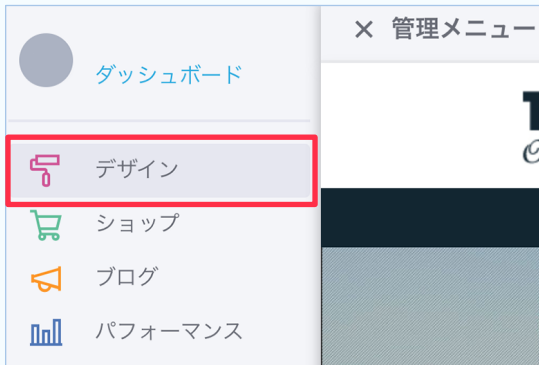 × 管理メニュー
ダッシュボード
デザイン
ショップ
ブログ
パフォーマンス